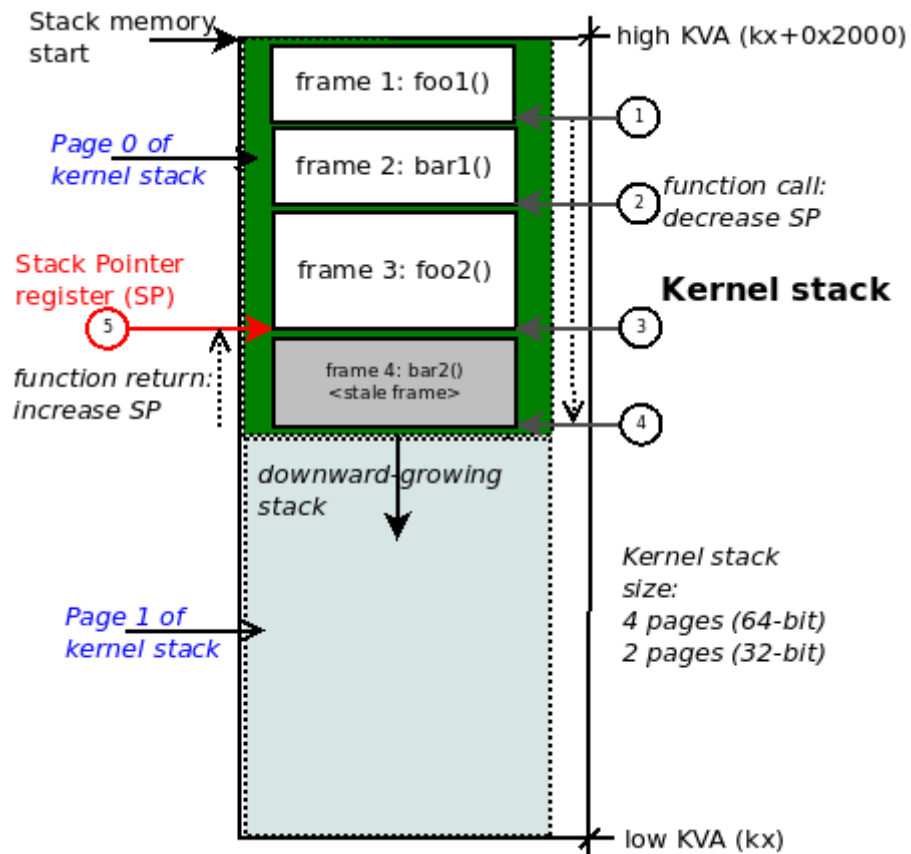 Stack memory
start
high KVA (kx+0x2000)
frame 1: foo1()
1
Page 0 of
kernel stack
frame 2: bar1()
2
function call:
decrease SP
Stack Pointer
register (SP)
frame 3: foo2()
Kernel stack
5
3
function return:
increase SP
frame 4: bar2()
<stale frame>
4
downward-growing
stack
Kernel stack
size:
4 pages (64-bit)
2 pages (32-bit)
Page 1 of
kernel stack
low KVA (kx)